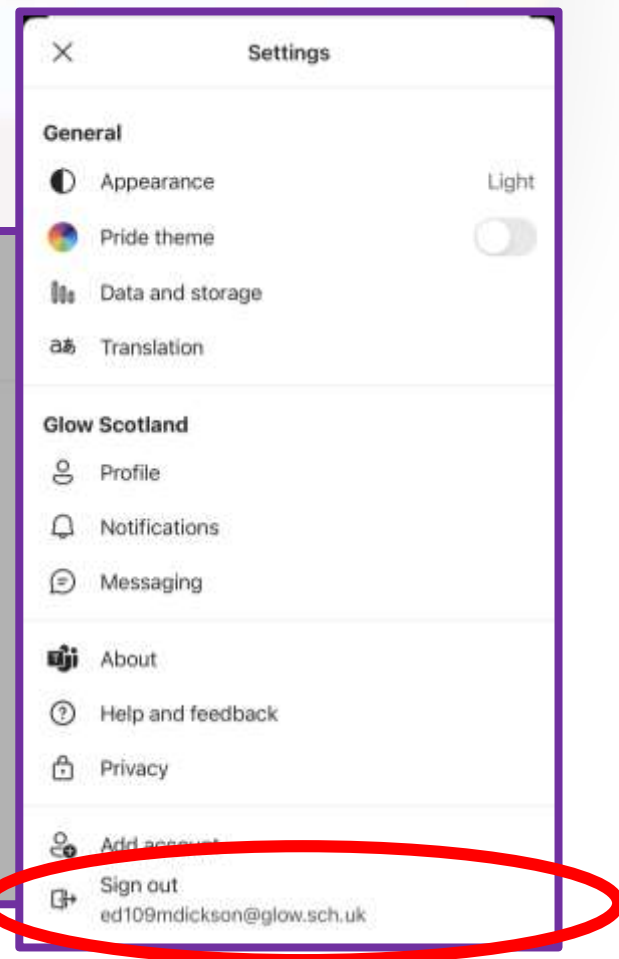 Settings
General
Appearance Light
Pride theme
Data and storage
aあ Translation
Glow Scotland
Profile
Notifications
Messaging
About
Help and feedback
Privacy
Add account
Sign out
ed109mdickson@glow.sch.uk